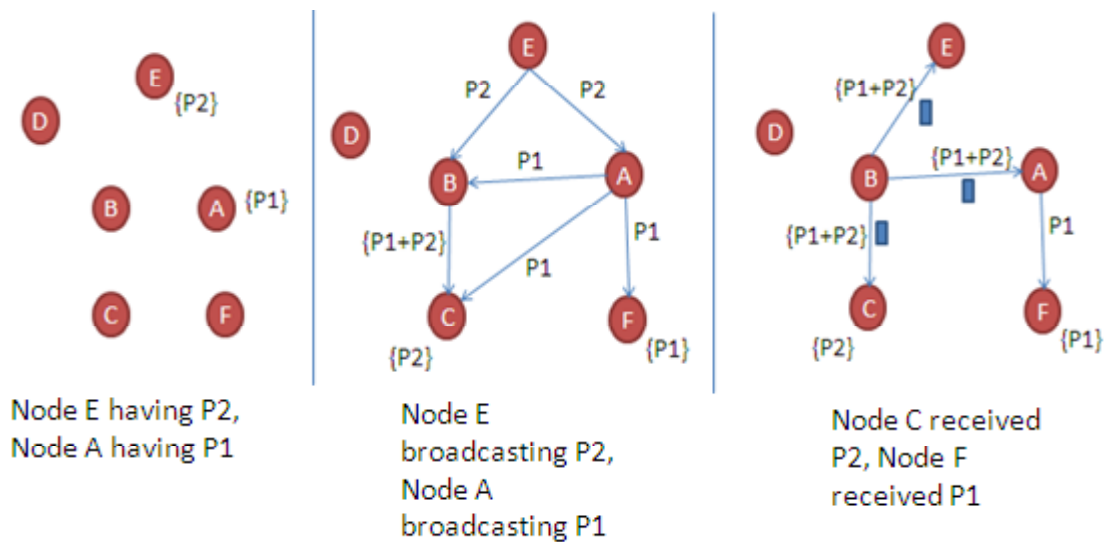 E
{P2}
D
B
A
{P1}
C
F
Node E having P2,
Node A having P1
E
P2
P2
D
P1
B
A
{P1+P2}
P1
P1
C
F
{P2}
{P1}
Node E
broadcasting P2,
Node A
broadcasting P1
E
{P1+P2}
D
{P1+P2}
B
A
{P1+P2}
P1
C
F
{P2}
{P1}
Node C received
P2, Node F
received P1